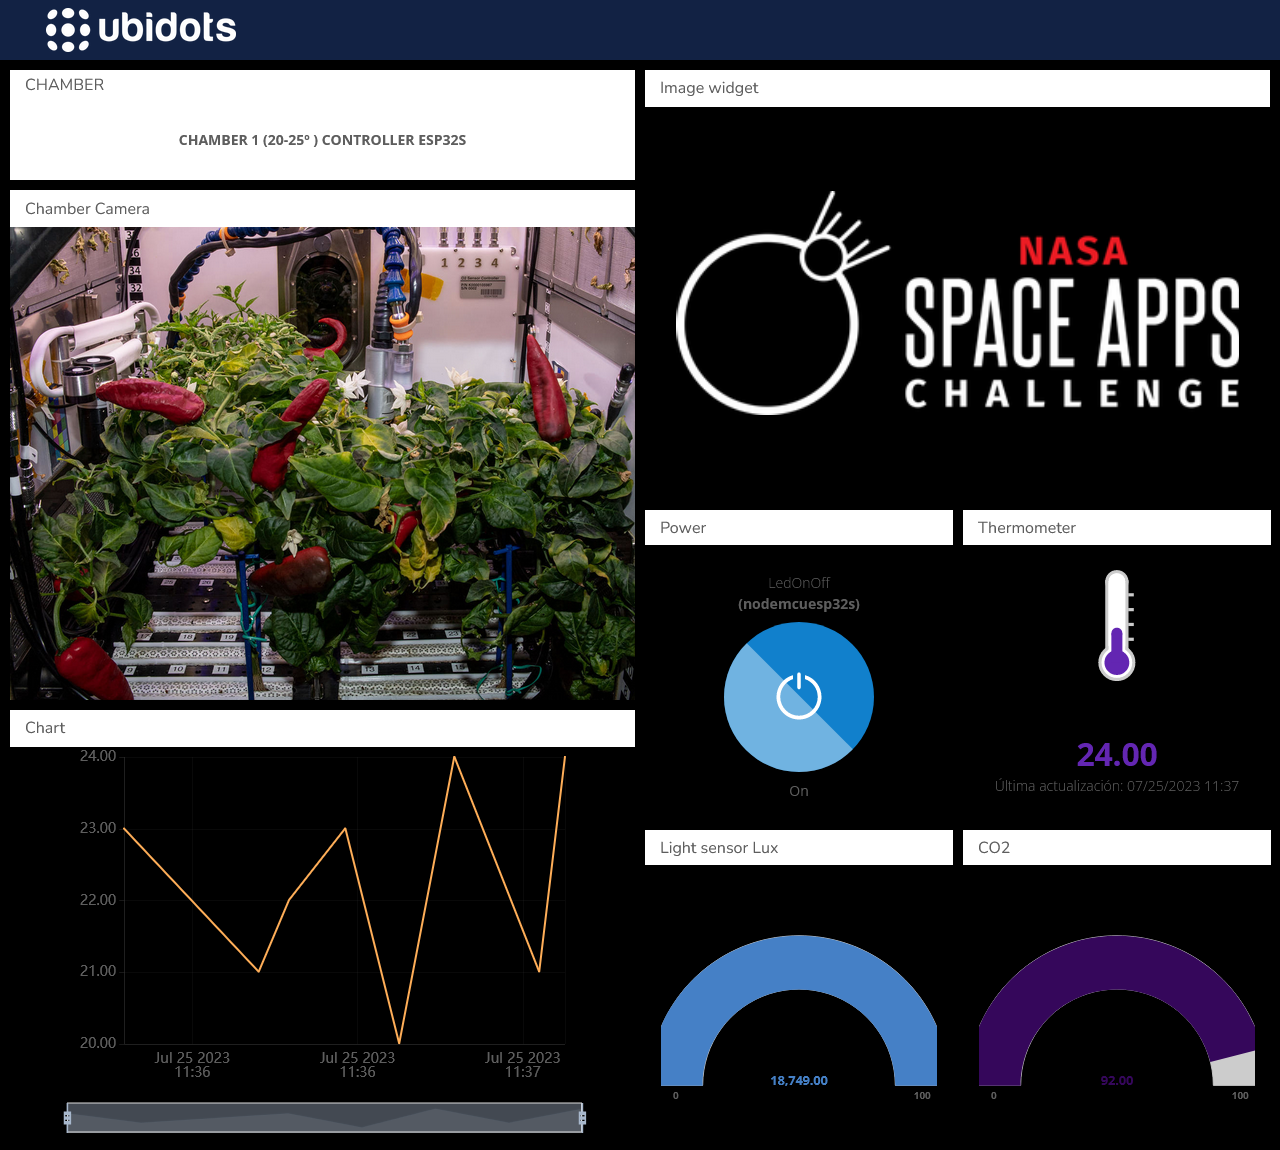 ubidots
CHAMBER
CHAMBER 1 (20-25º ) CONTROLLER ESP32S
Chamber Camera
1 2 3 4
Image widget
NASA
SPACE APPS
CHALLENGE
Power
LedOnOff
(nodemcuesp32s)
On
Thermometer
24.00
Última actualización: 07/25/2023 11:37
Chart
24.00
23.00
22.00
21.00
20.00
Jul 25 2023
11:36
Jul 25 2023
11:36
Jul 25 2023
11:37
Light sensor Lux
18,749.00
0
100
CO2
92.00
0
100